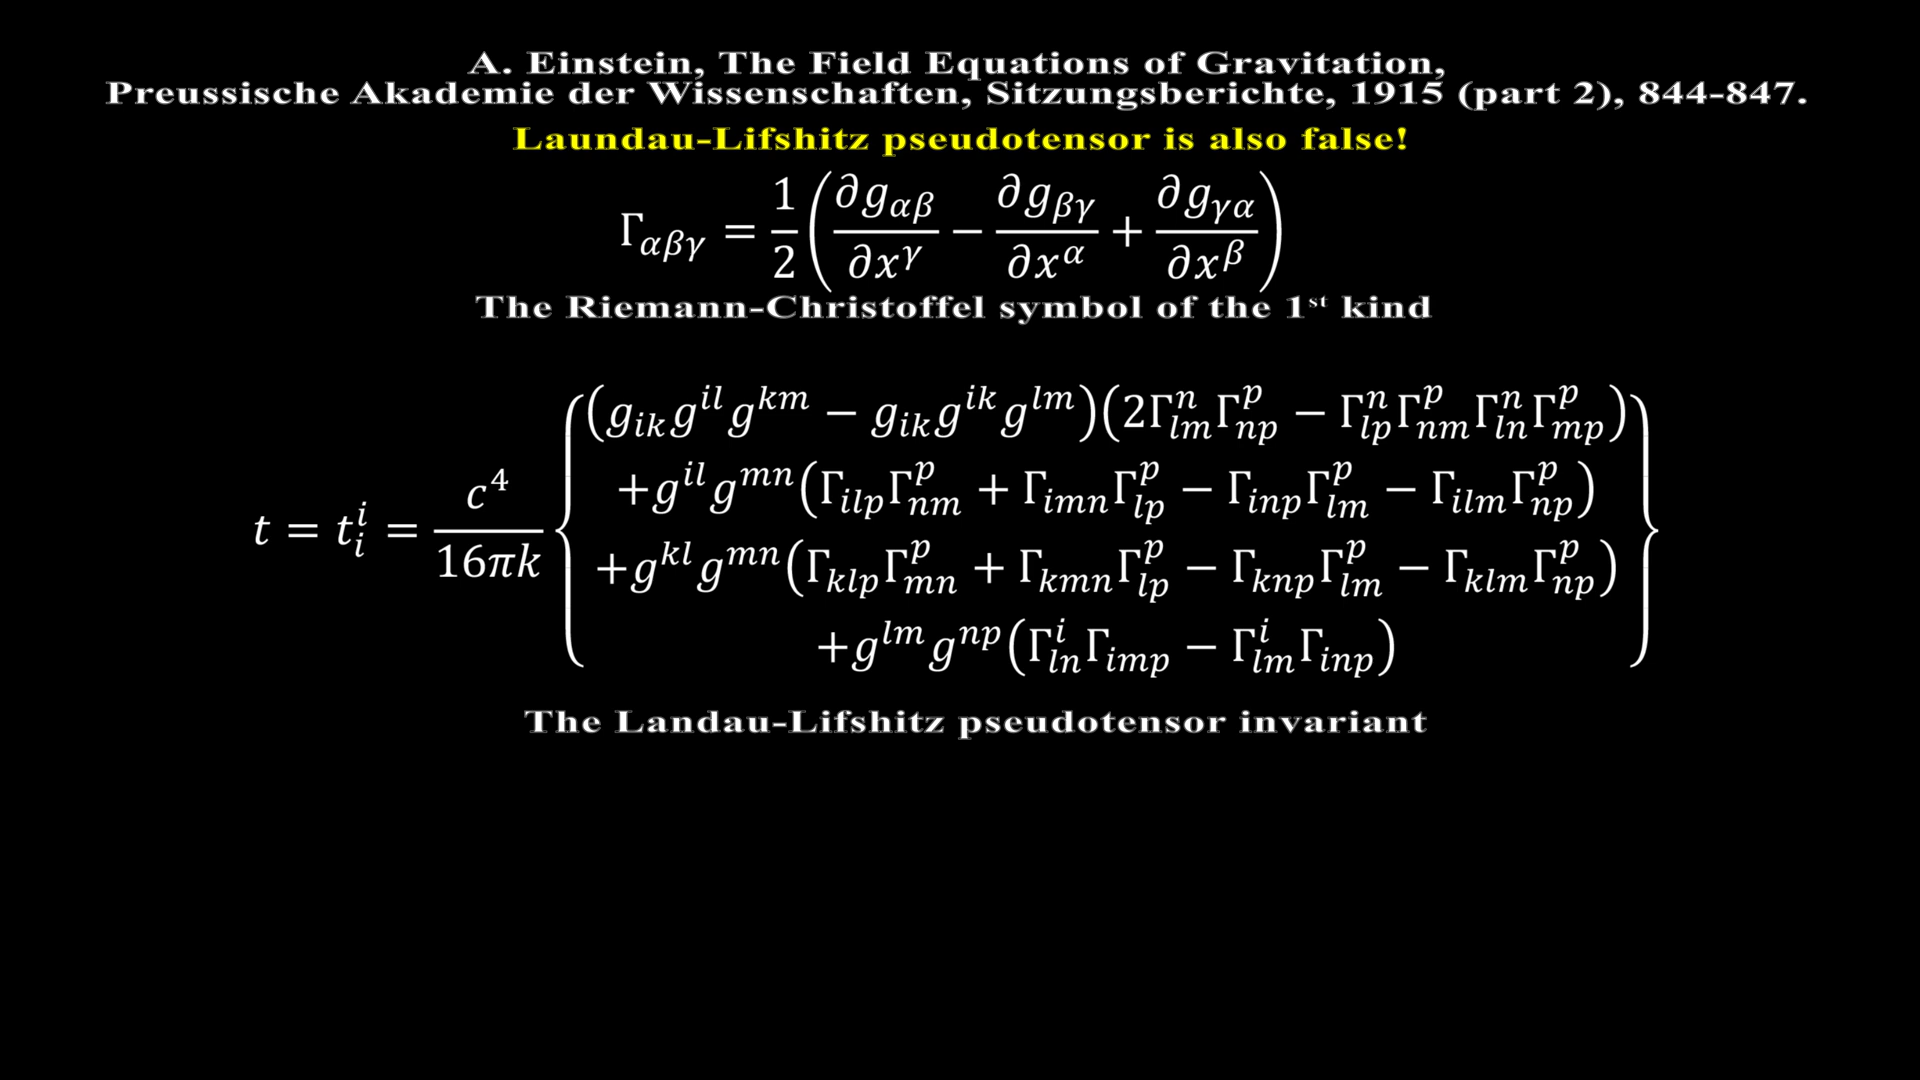 A. Einstein, The Field Equations of Gravitation,
Preussische Akademie der Wissenschaften, Sitzungsberichte, 1915 (part 2), 844-847.
Laundau-Lifshitz pseudotensor is also false!
Γ_{αβγ} = \frac{1}{2} ( \frac{∂g_{αβ}}{∂x^γ} − \frac{∂g_{βγ}}{∂x^α} + \frac{∂g_{γα}}{∂x^β} )
The Riemann-Christoffel symbol of the 1st kind
(g_{ik}g^{il}g^{km} − g_{ik}g^{ik}g^{lm})(2Γ^n_{lm}Γ^p_{np} − Γ^n_{lp}Γ^p_{nm}Γ^n_{ln}Γ^p_{mp})
+g^{il}g^{mn}(Γ_{ilp}Γ^p_{nm} + Γ_{imn}Γ^p_{lp} − Γ_{inp}Γ^p_{lm} − Γ_{ilm}Γ^p_{np})
t = t^i_i = \frac{c^4}{16πk}
+g^{kl}g^{mn}(Γ_{klp}Γ^p_{mn} + Γ_{kmn}Γ^p_{lp} − Γ_{knp}Γ^p_{lm} − Γ_{klm}Γ^p_{np})
+g^{lm}g^{np}(Γ^i_{ln}Γ_{imp} − Γ^i_{lm}Γ_{inp})
The Landau-Lifshitz pseudotensor invariant